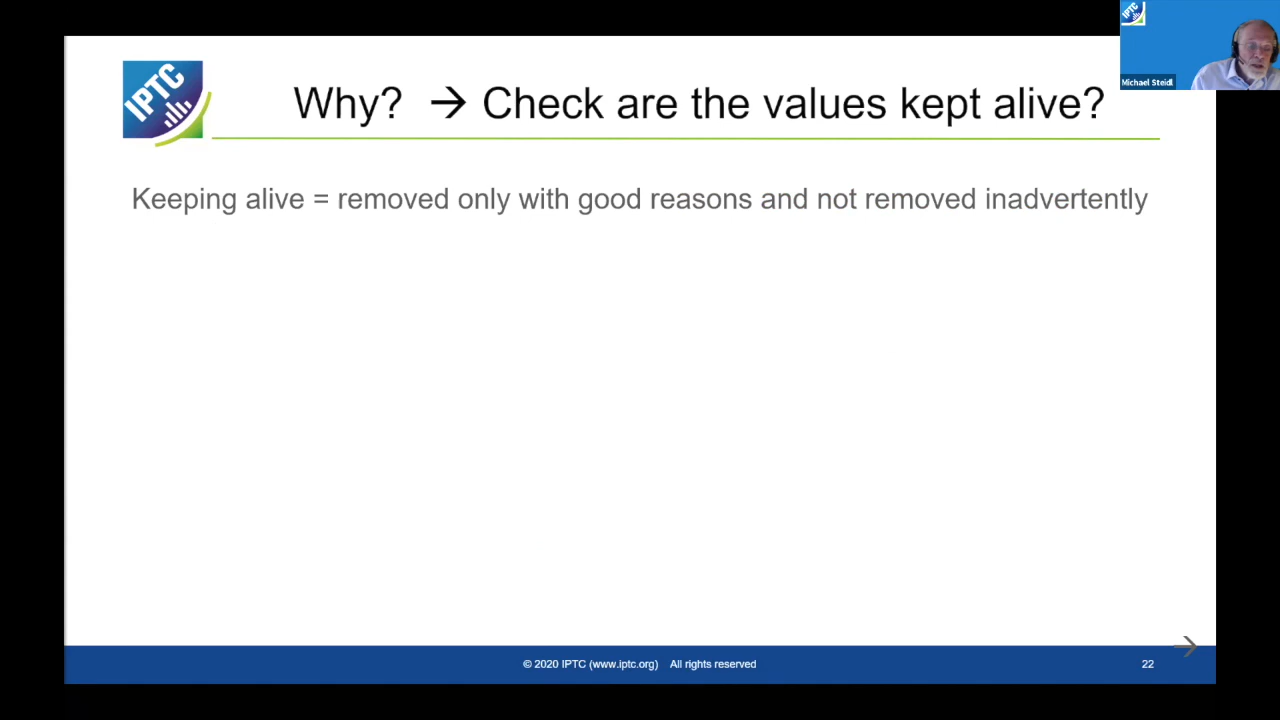 IPTC
Michael Steidl
IPTC
Why? → Check are the values kept alive?
Keeping alive = removed only with good reasons and not removed inadvertently
© 2020 IPTC (www.iptc.org) All rights reserved
22